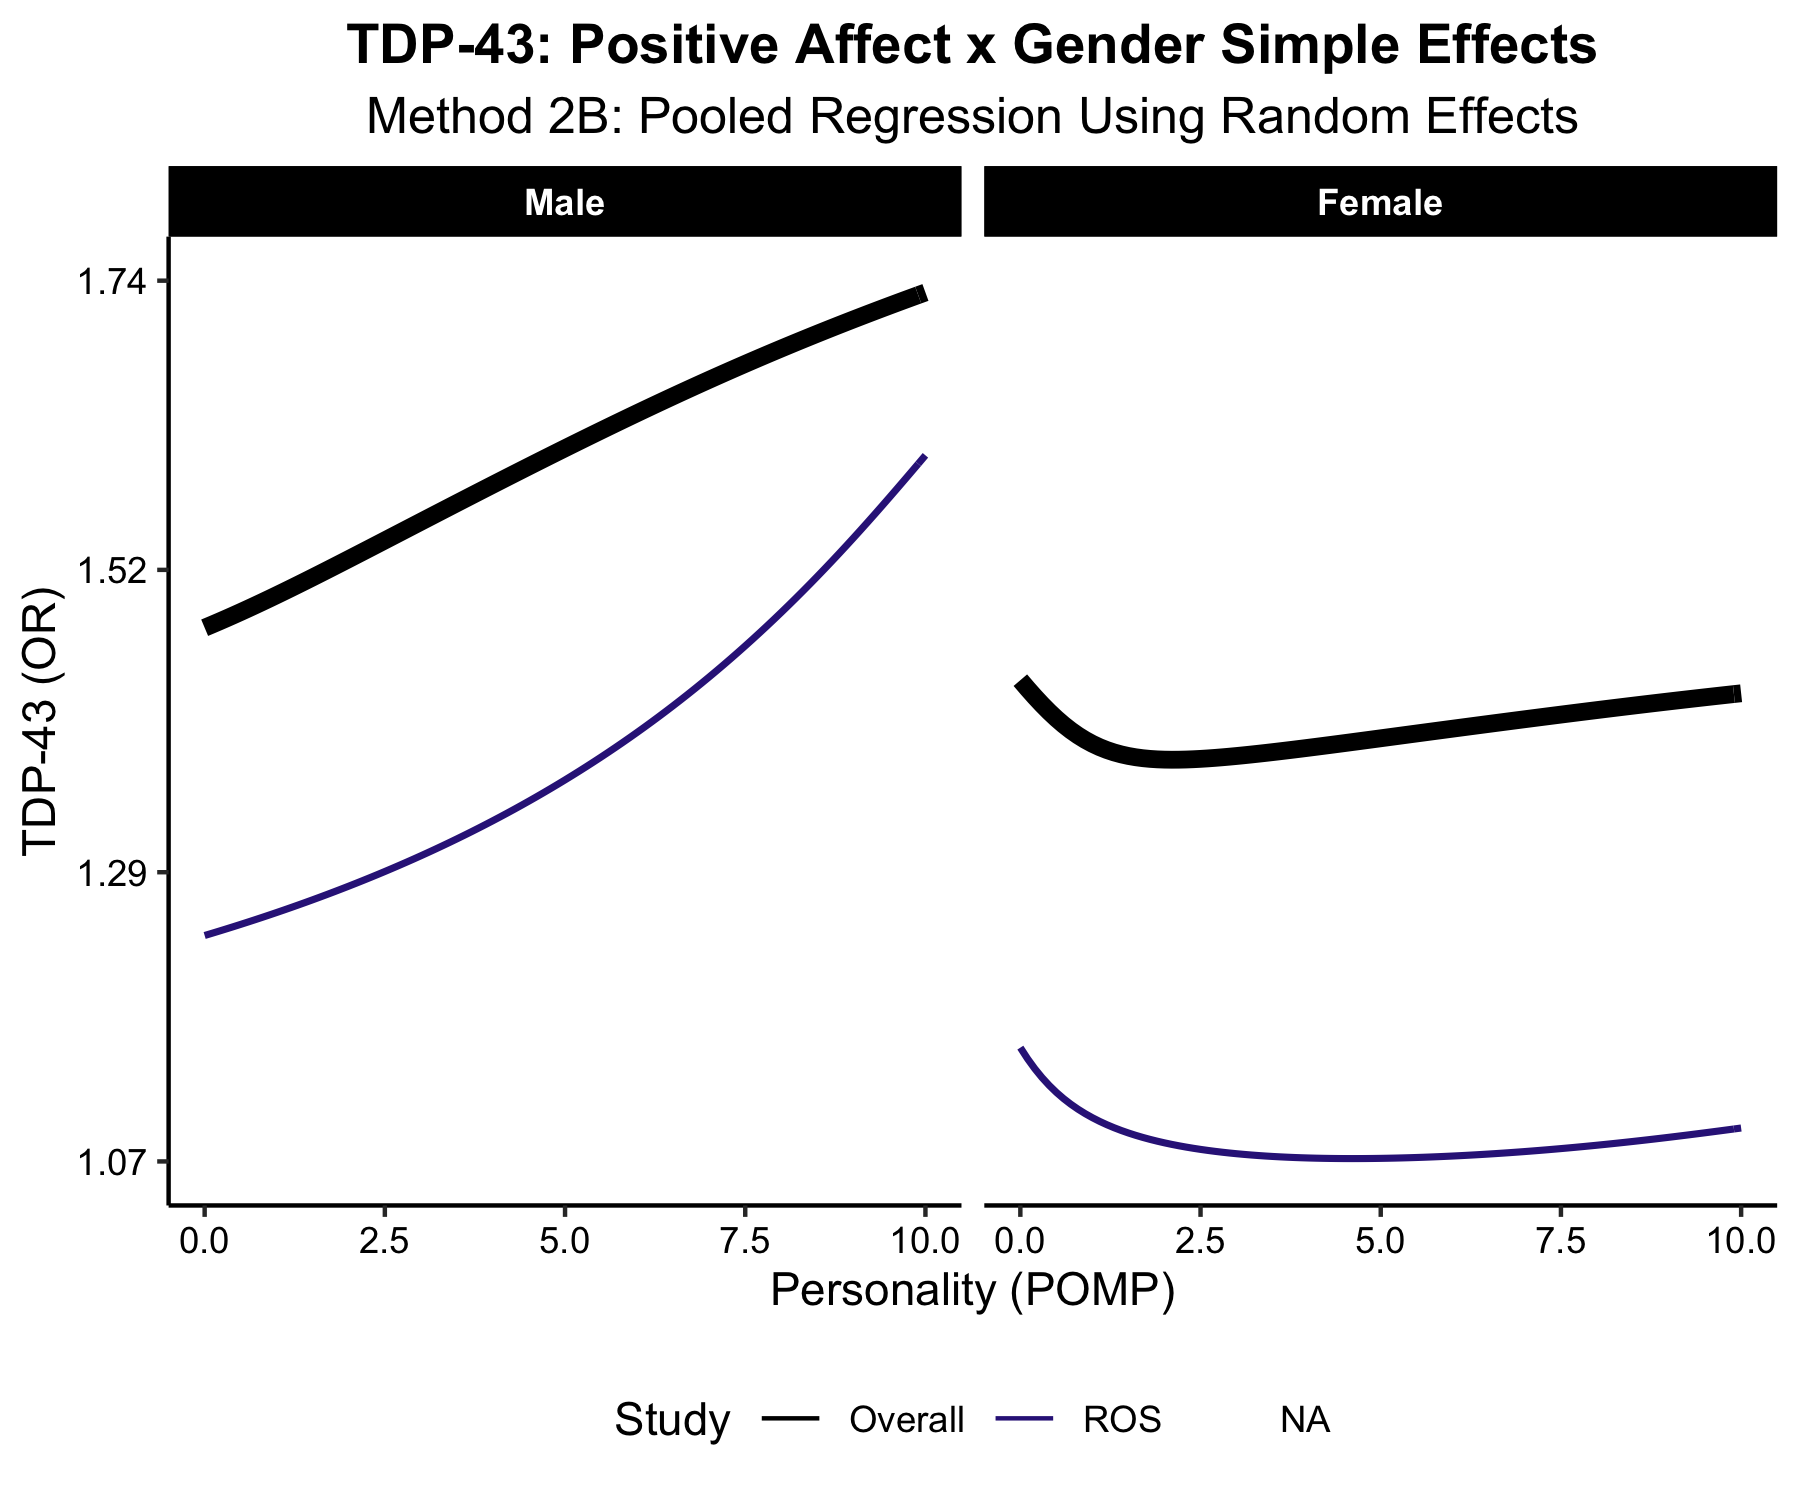 TDP-43: Positive Affect x Gender Simple Effects
Method 2B: Pooled Regression Using Random Effects
Male
Female
TDP-43 (OR)
1.74
1.52
1.29
1.07
0.0 2.5 5.0 7.5 10.0
0.0 2.5 5.0 7.5 10.0
Personality (POMP)
Study Overall ROS NA